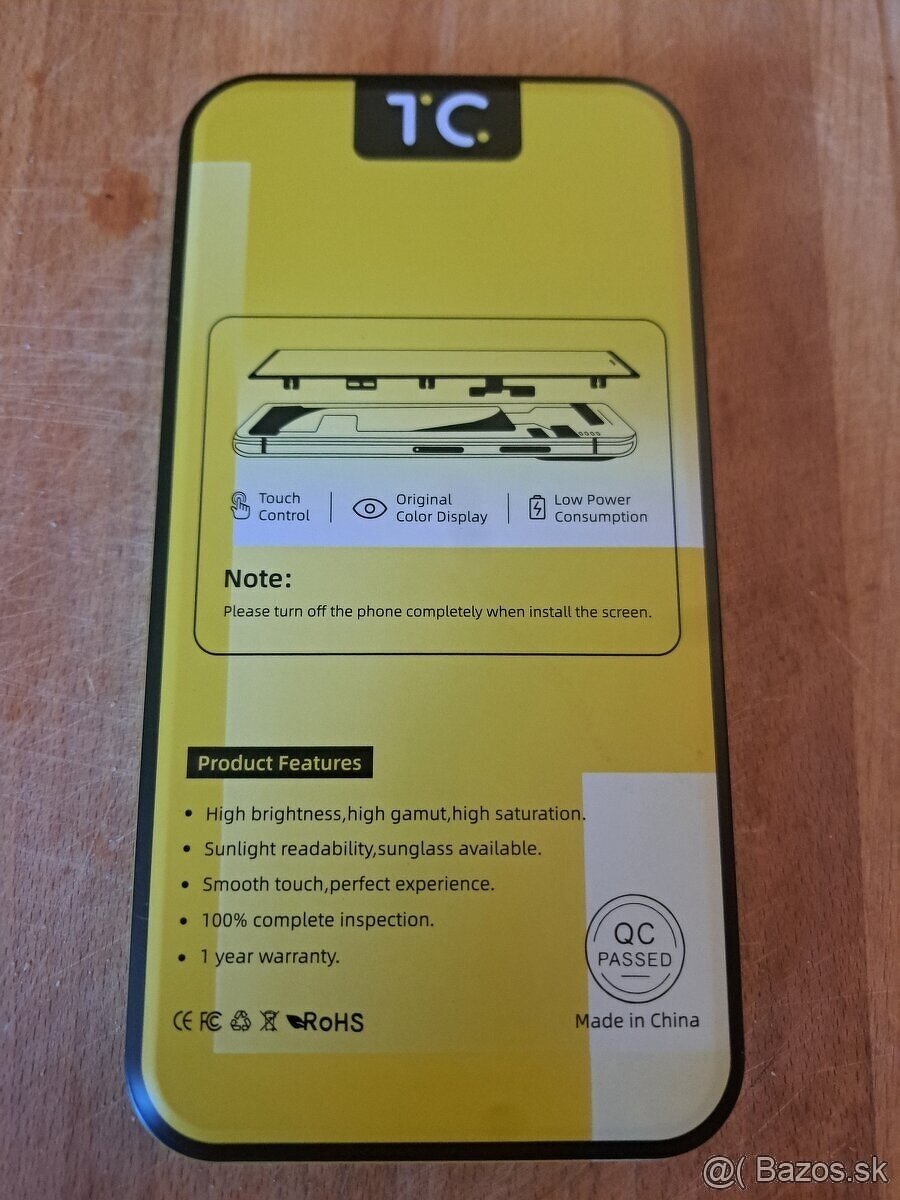 TC
Touch
Control
Original
Color Display
Low Power
Consumption
Note:
Please turn off the phone completely when install the screen.
Product Features
• High brightness,high gamut,high saturation.
• Sunlight readability,sunglass available.
• Smooth touch,perfect experience.
• 100% complete inspection.
• 1 year warranty.
QC
PASSED
CE FC RoHS
Made in China
@( Bazos.sk